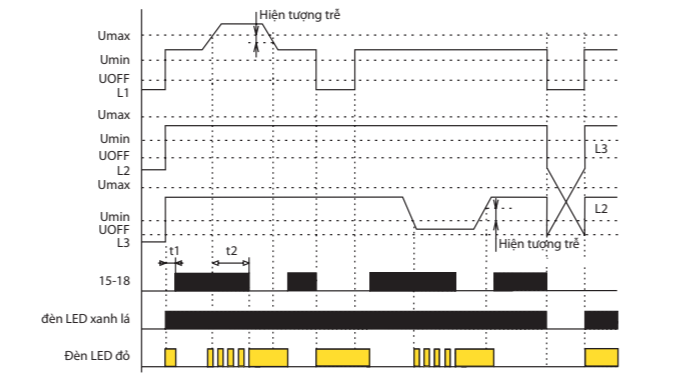 Hiện tượng trễ
Umax
Umin
UOFF
L1
Umax
Umin
UOFF
L3
L2
Umax
L2
Umin
UOFF
L3
Hiện tượng trễ
t1
t2
15-18
đèn LED xanh lá
Đèn LED đỏ